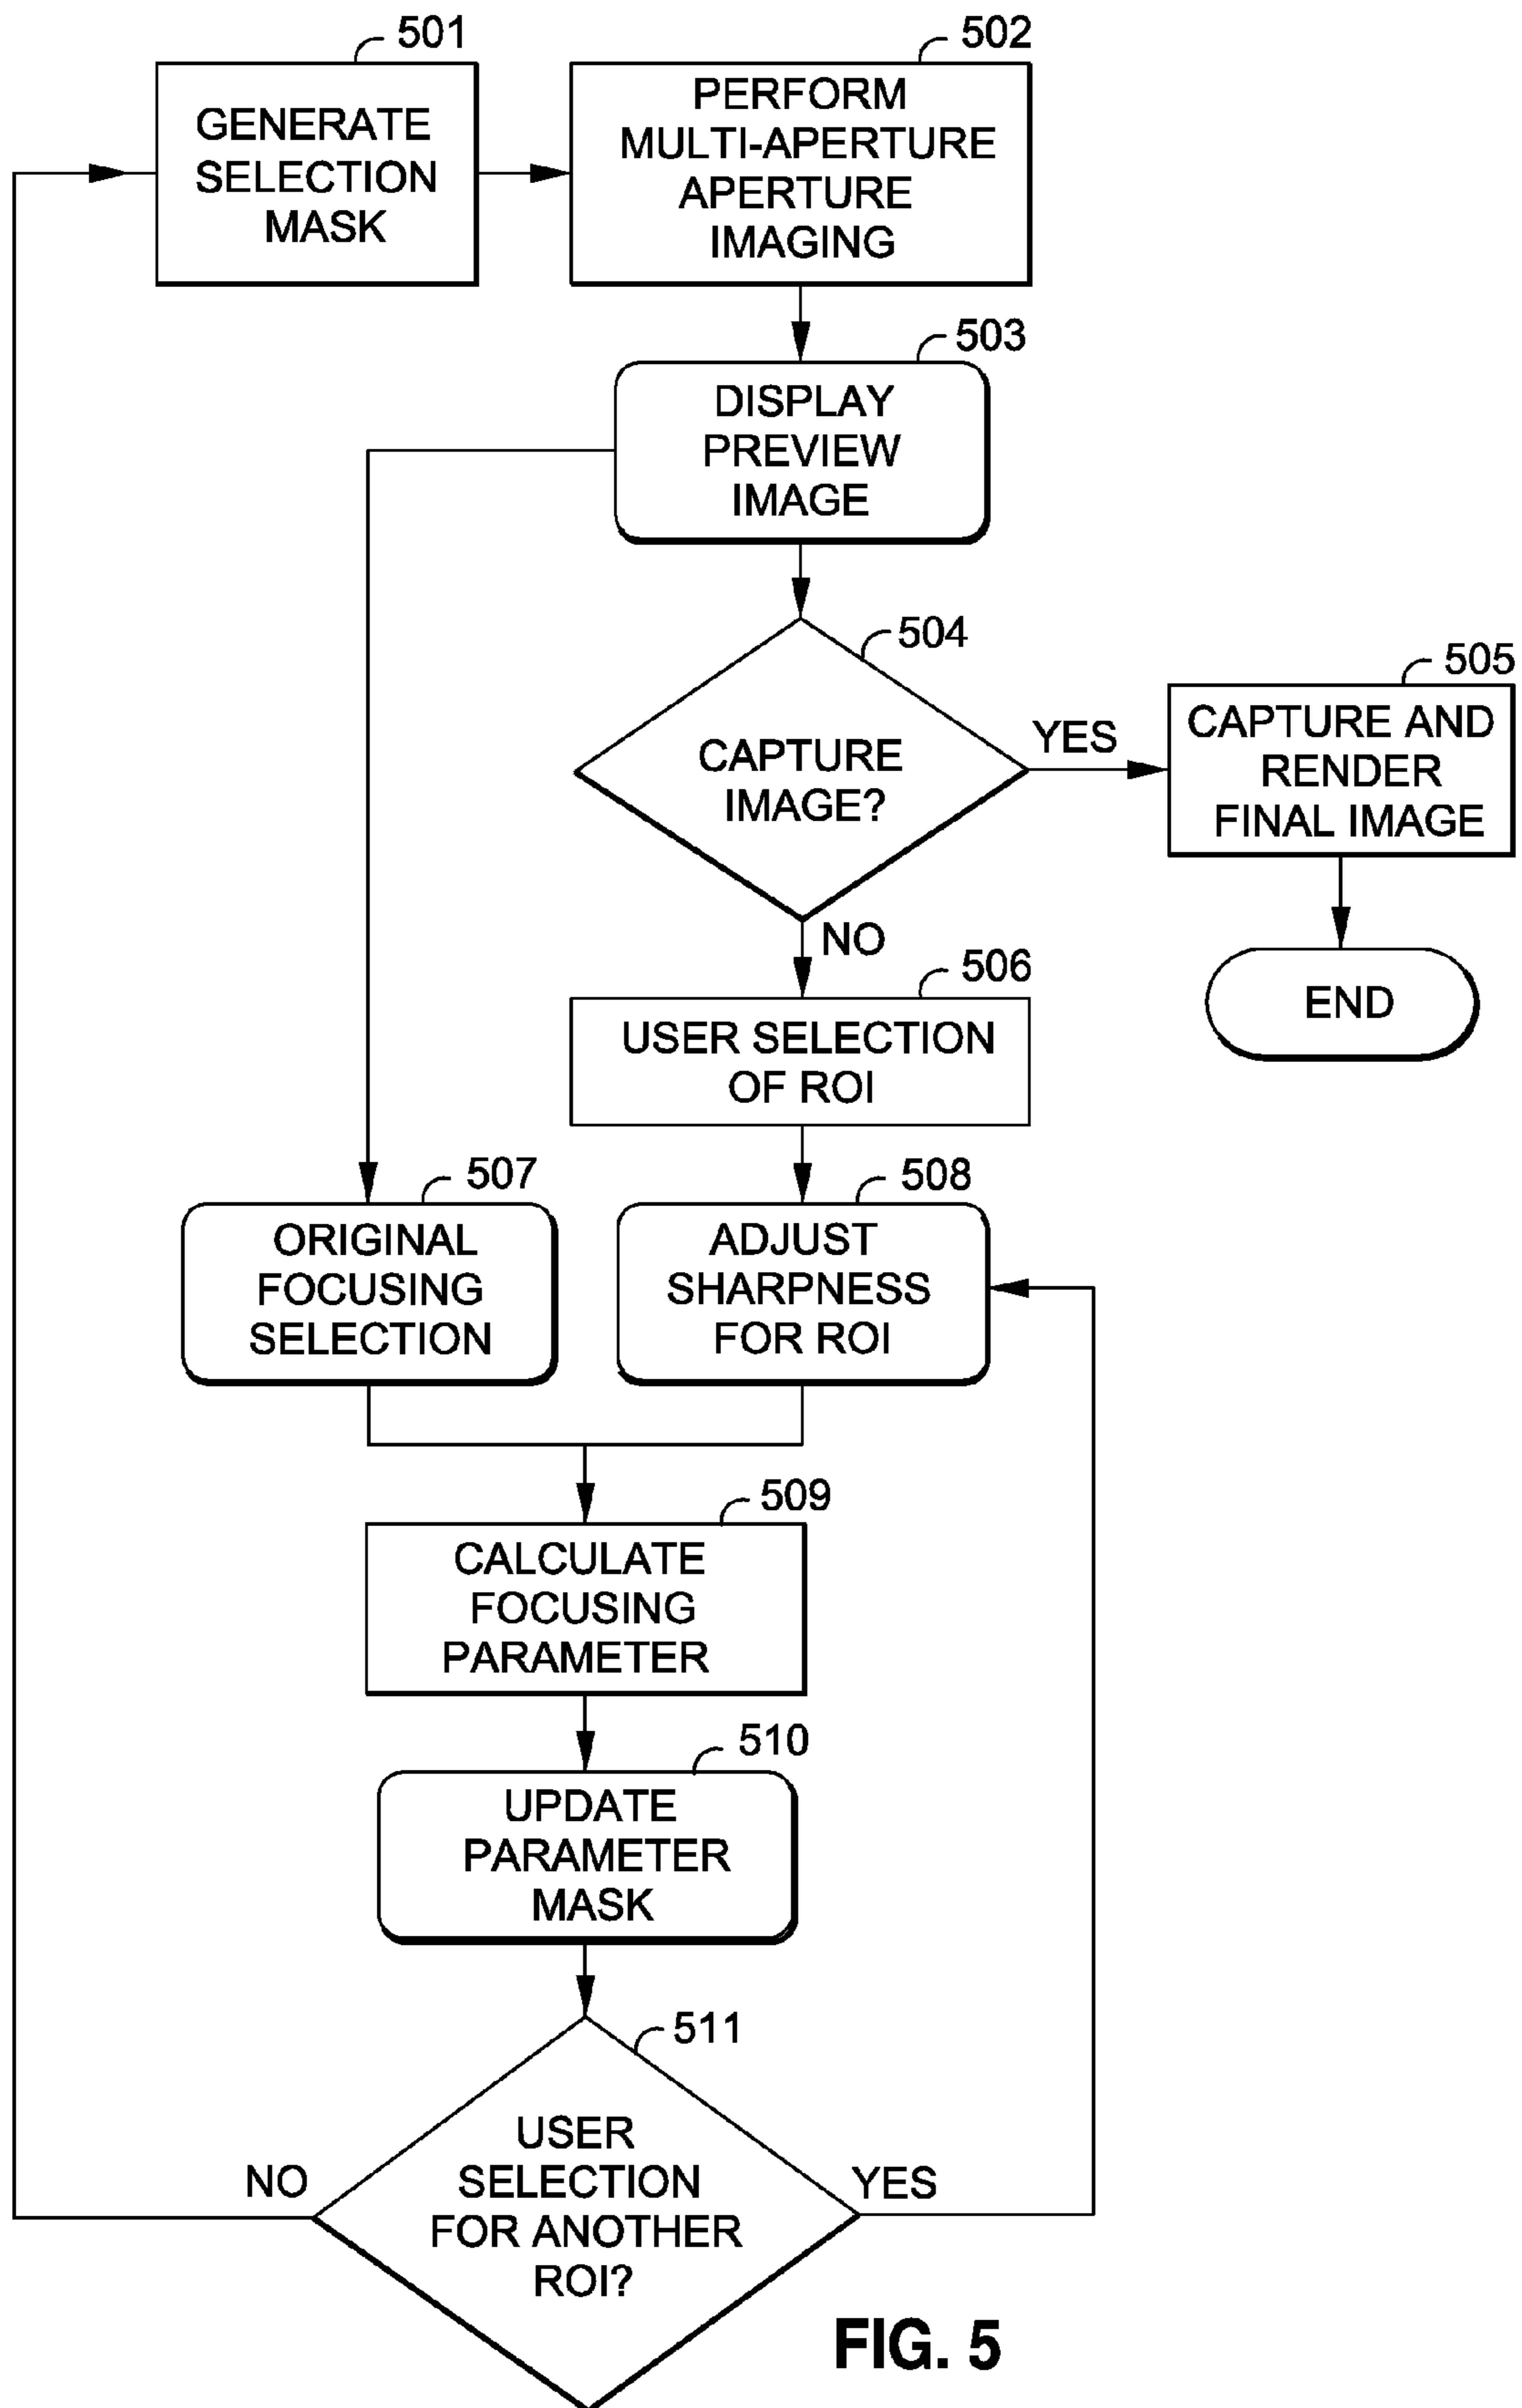 501
GENERATE
SELECTION
MASK
502
PERFORM
MULTI-APERTURE
APERTURE
IMAGING
503
DISPLAY
PREVIEW
IMAGE
504
CAPTURE
IMAGE?
YES
505
CAPTURE AND
RENDER
FINAL IMAGE
END
NO
506
USER SELECTION
OF ROI
507
ORIGINAL
FOCUSING
SELECTION
508
ADJUST
SHARPNESS
FOR ROI
509
CALCULATE
FOCUSING
PARAMETER
510
UPDATE
PARAMETER
MASK
511
USER
SELECTION
FOR ANOTHER
ROI?
NO
YES
FIG. 5